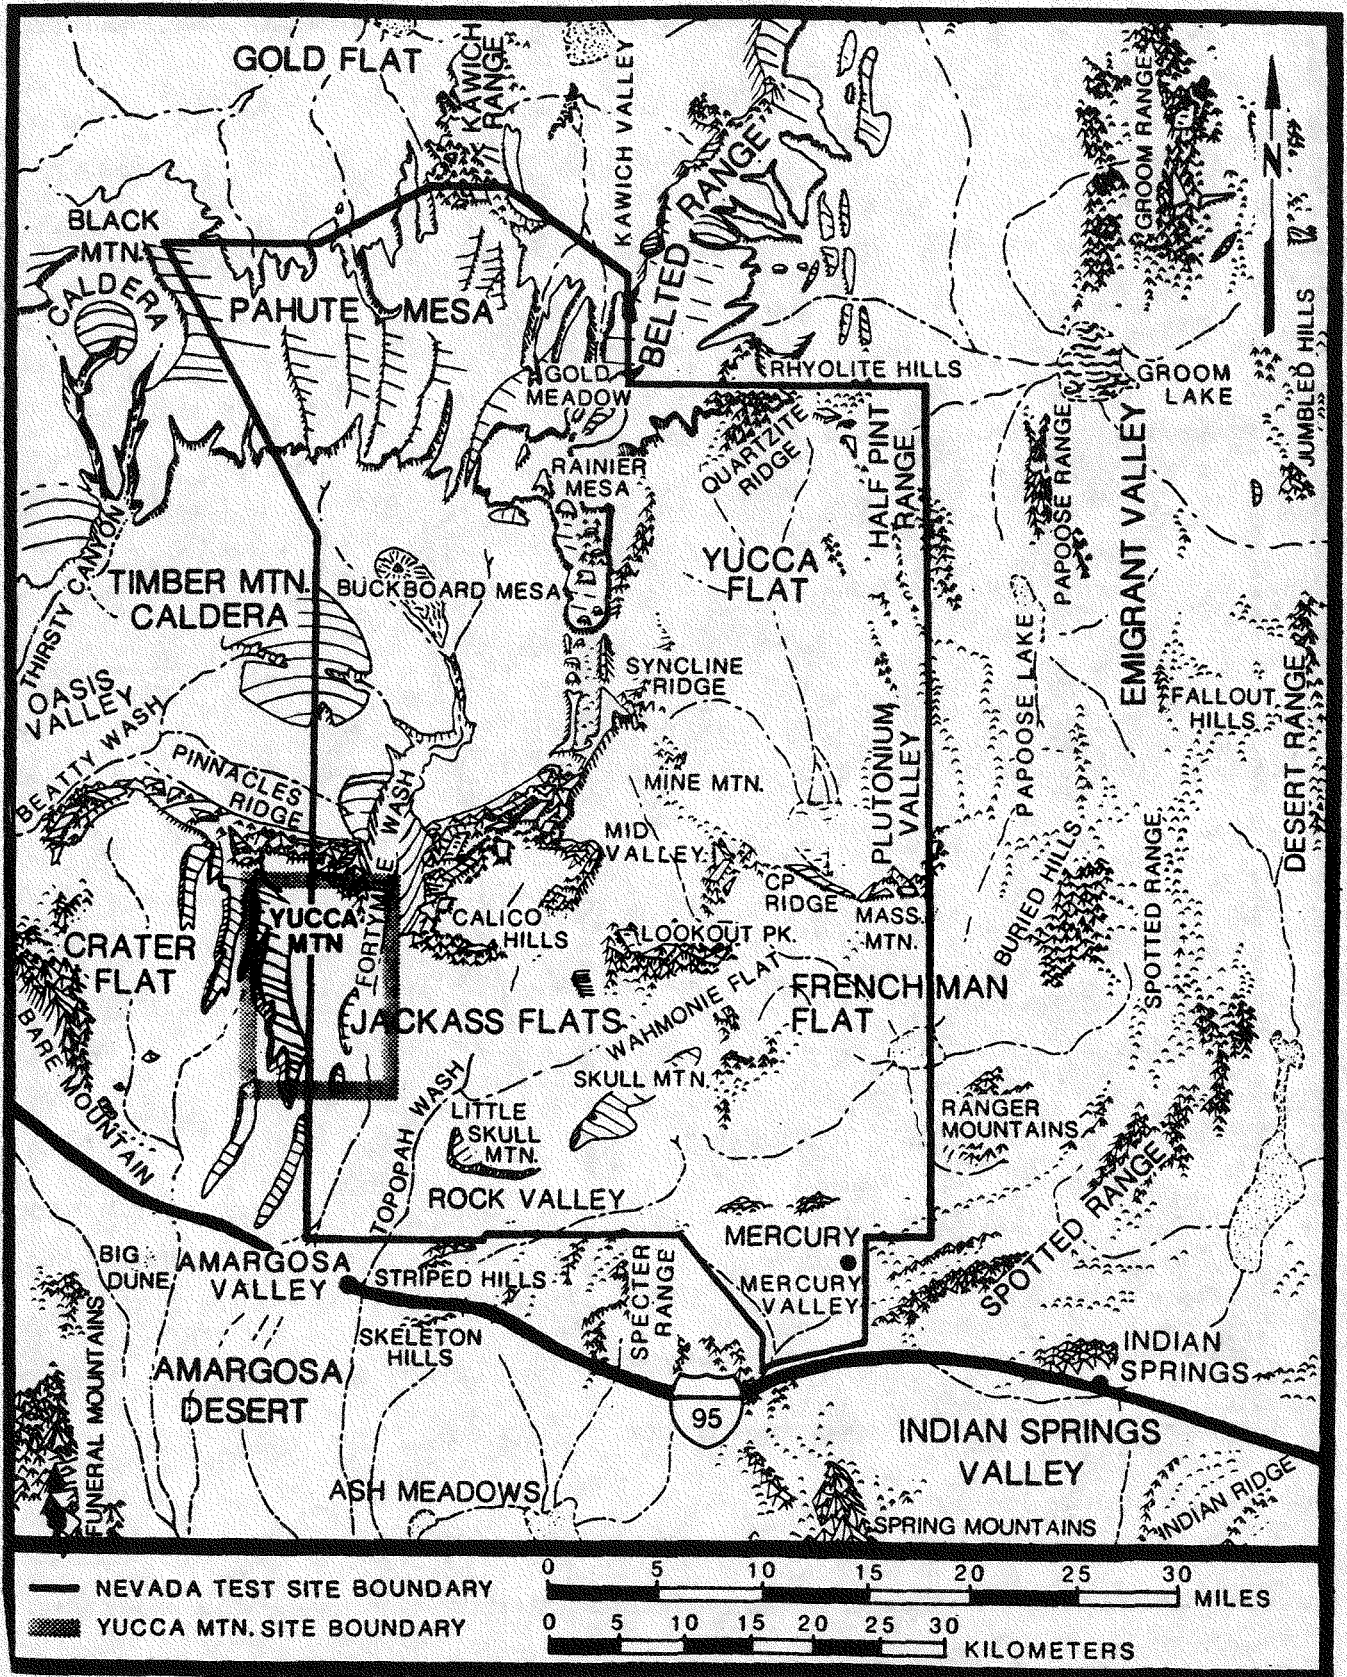 GOLD FLAT
KAWICH
RANGE
KAWICH VALLEY
BELTED
RANGE
GROOM RANGE
GROOM RANGE
N
BLACK
MTN.
CALDERA
PAHUTE MESA
GOLD
MEADOW
RHYOLITE HILLS
GROOM
LAKE
JUMBLED HILLS
QUARTZITE
RIDGE
HALF PINT
RANGE
PAPOOSE RANGE
EMIGRANT VALLEY
RAINIER
MESA
THIRSTY CANYON
TIMBER MTN.
CALDERA
BUCKBOARD MESA
YUCCA
FLAT
OASIS
VALLEY
SYNCLINE
RIDGE
PAPOOSE LAKE
FALLOUT
HILLS
DESERT RANGE
BEATTY WASH
PINNACLES
RIDGE
MINE MTN.
PLUTONIUM
VALLEY
FORTYMILE WASH
MID
VALLEY
CP
RIDGE
MASS.
MTN.
BURIED HILLS
SPOTTED RANGE
YUCCA
MTN
CALICO
HILLS
LOOKOUT PK.
CRATER
FLAT
BARE MOUNTAIN
JACKASS FLATS
WAHMONIE FLAT
FRENCHMAN
FLAT
SKULL MTN.
TOPOPAH WASH
LITTLE
SKULL
MTN.
RANGER
MOUNTAINS
ROCK VALLEY
SPOTTED RANGE
MERCURY
MERCURY
VALLEY
BIG
DUNE
AMARGOSA
VALLEY
STRIPED HILLS
SPECTER
RANGE
SKELETON
HILLS
INDIAN
SPRINGS
FUNERAL MOUNTAINS
AMARGOSA
DESERT
95
INDIAN SPRINGS
VALLEY
ASH MEADOWS
SPRING MOUNTAINS
INDIAN RIDGE
NEVADA TEST SITE BOUNDARY
YUCCA MTN. SITE BOUNDARY
0 5 10 15 20 25 30
MILES
0 5 10 15 20 25 30
KILOMETERS